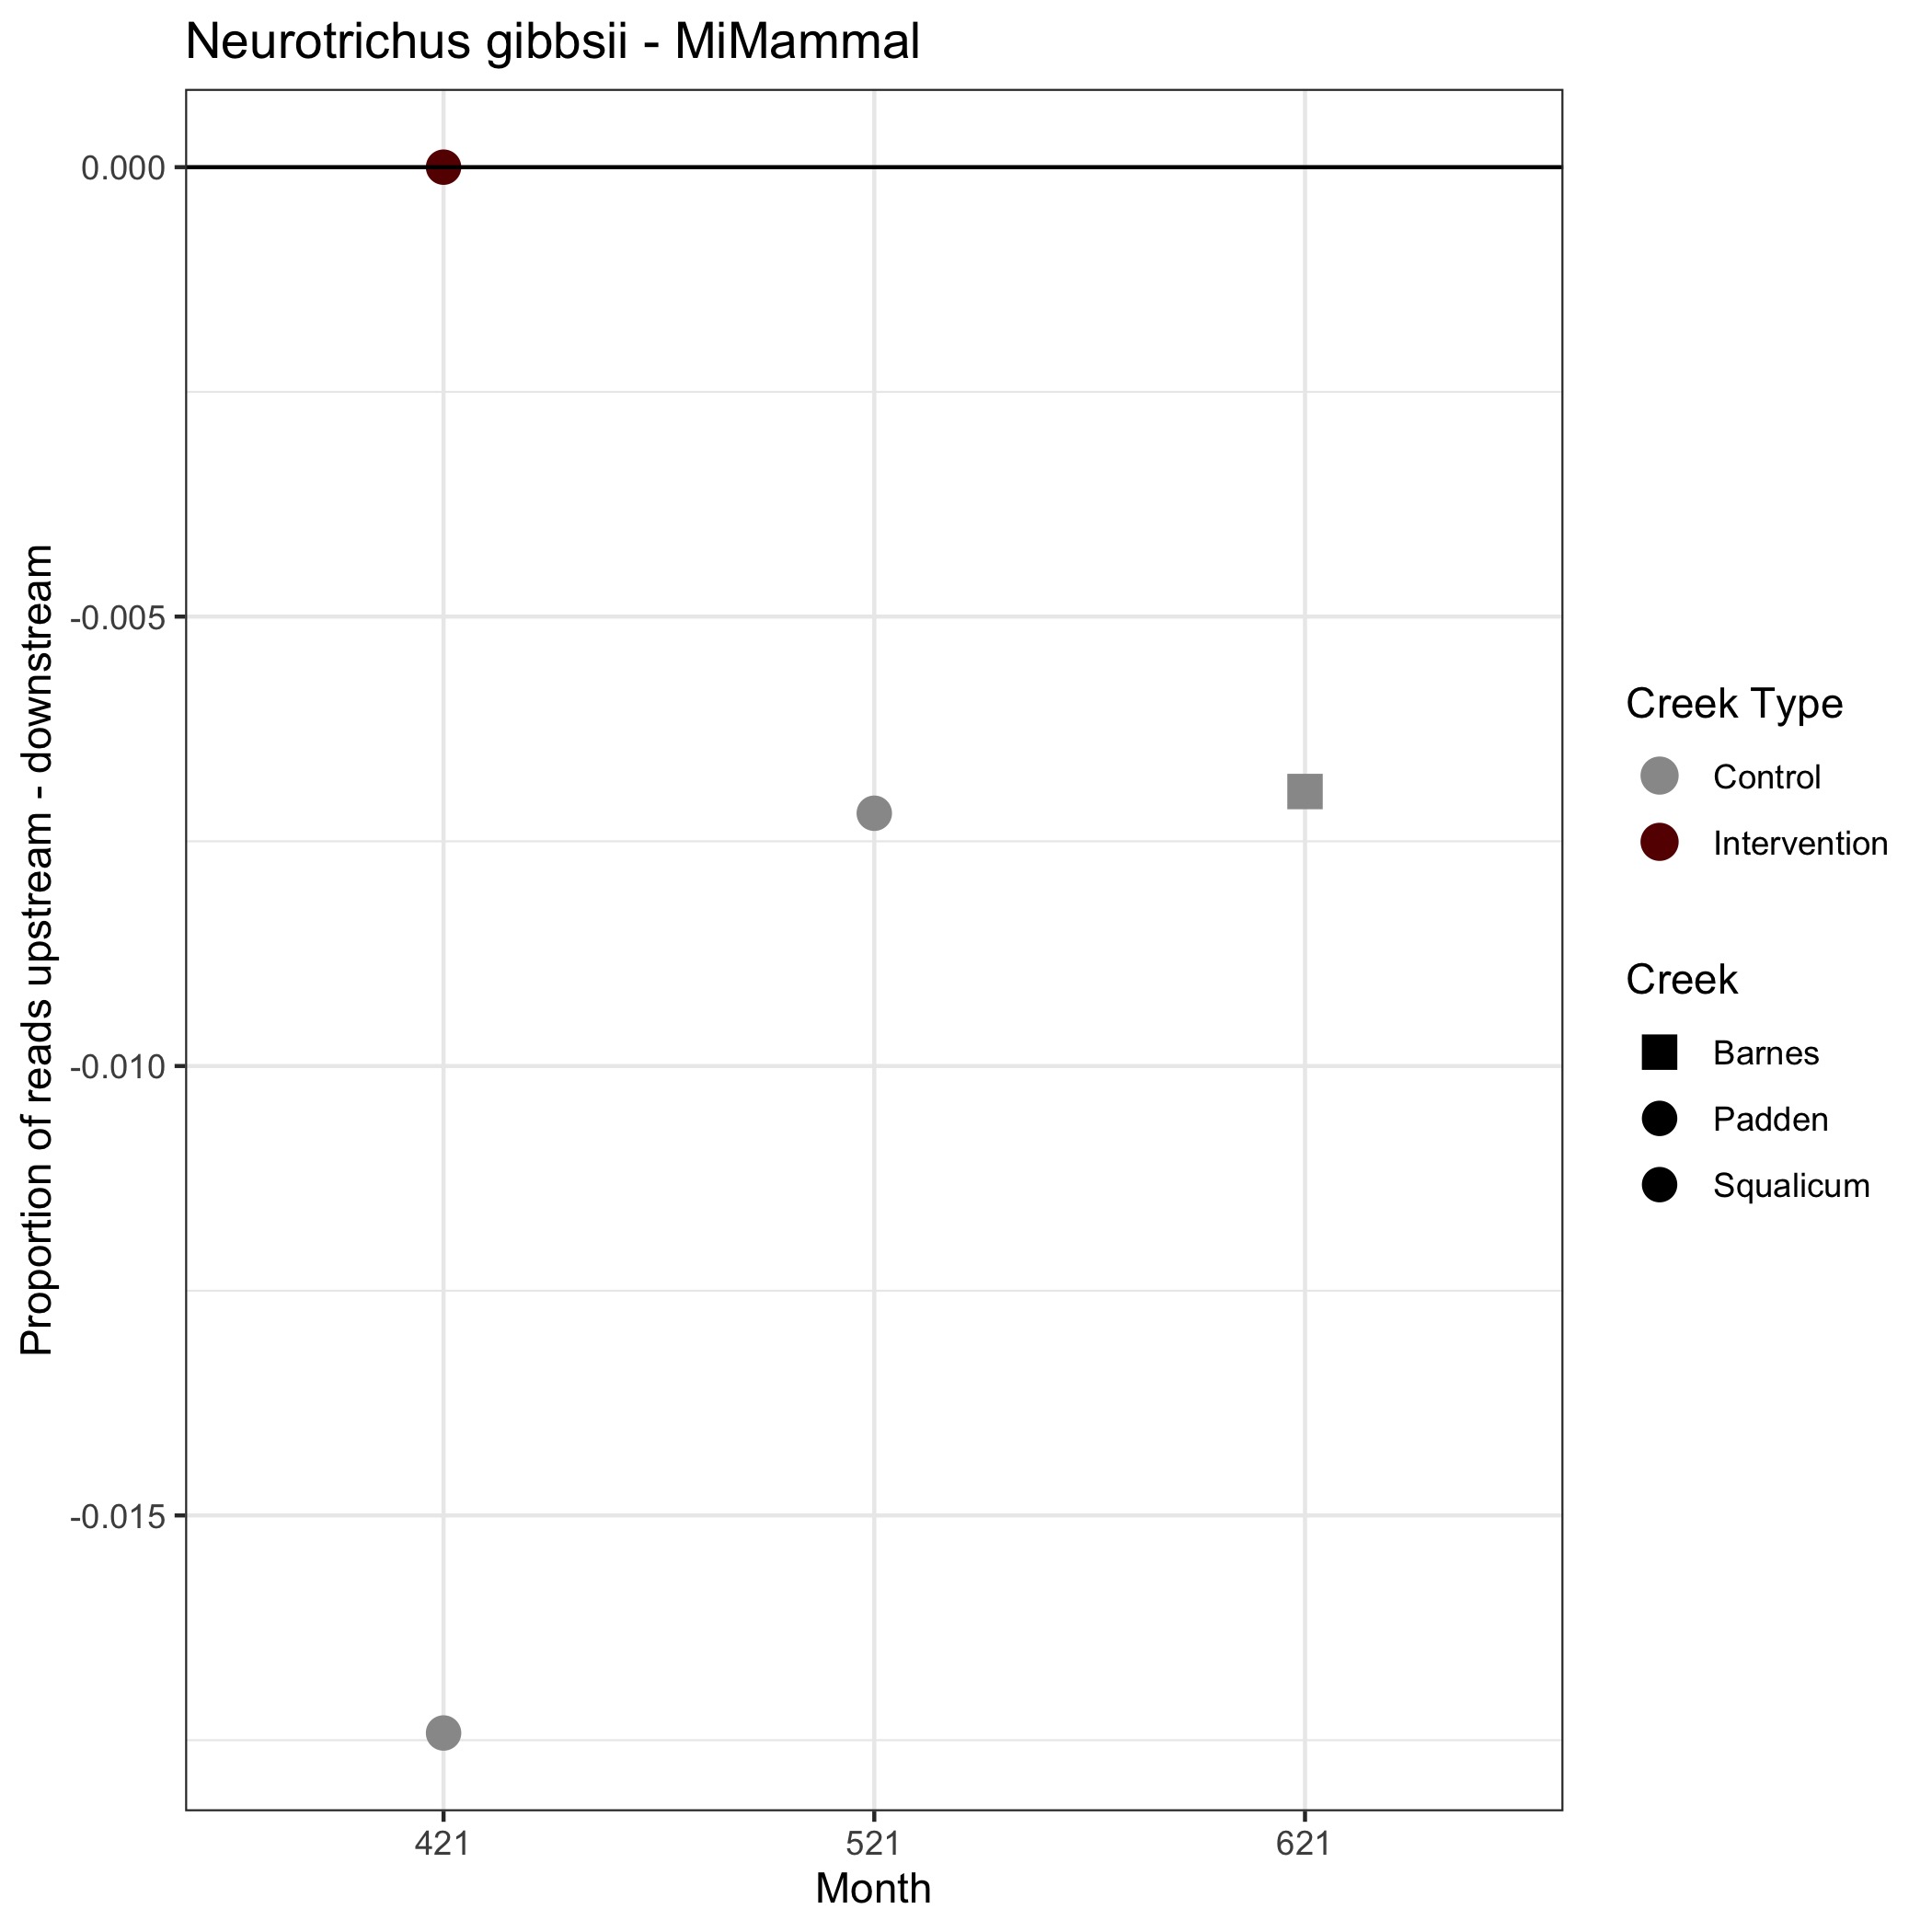 Neurotrichus gibbsii - MiMammal
Proportion of reads upstream - downstream
0.000
-0.005
-0.010
-0.015
421
521
621
Month
Creek Type
Control
Intervention
Creek
Barnes
Padden
Squalicum